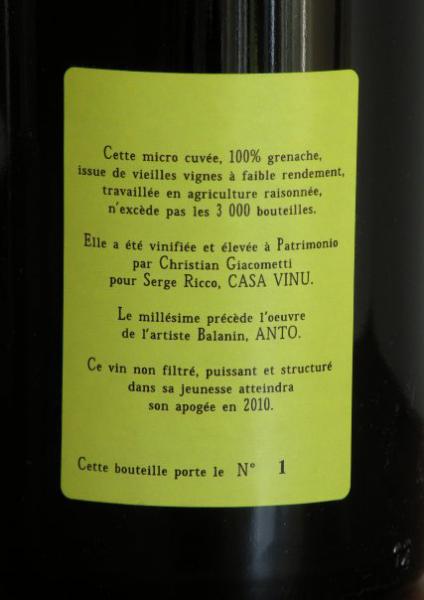 Cette micro cuvée, 100% grenache,
issue de vieilles vignes à faible rendement,
travaillée en agriculture raisonnée,
n'excède pas les 3 000 bouteilles.
Elle a été vinifiée et élevée à Patrimonio
par Christian Giacometti
pour Serge Ricco, CASA VINU.
Le millésime précède l'oeuvre
de l'artiste Balanin, ANTO.
Ce vin non filtré, puissant et structuré
dans sa jeunesse atteindra
son apogée en 2010.
Cette bouteille porte le N° 1